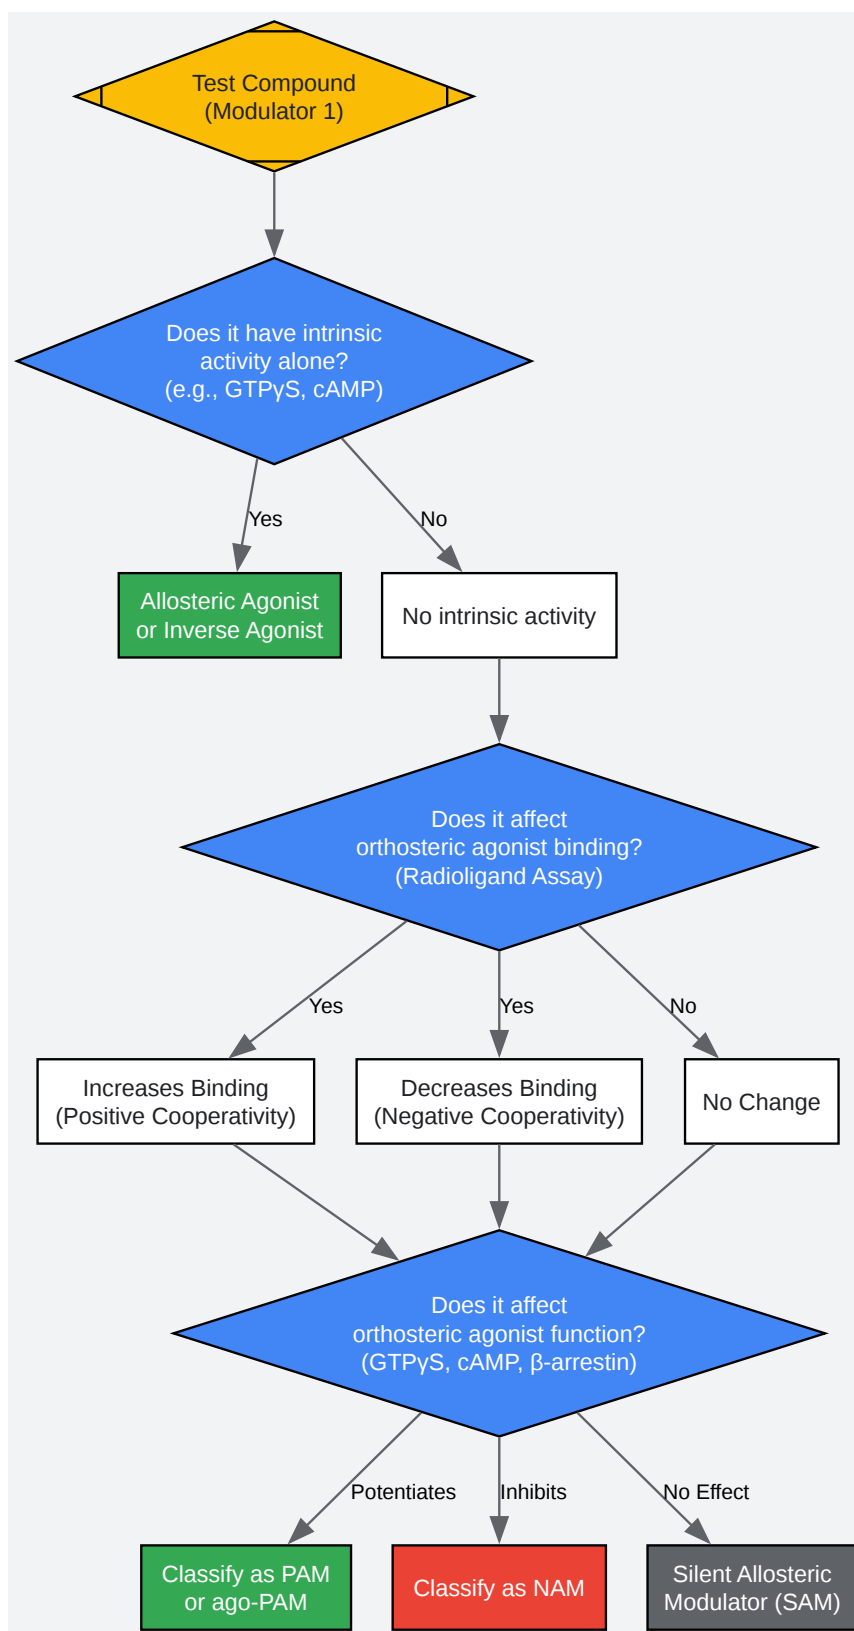 Test Compound
(Modulator 1)
Does it have intrinsic
activity alone?
(e.g., GTPγS, cAMP)
Yes
No
Allosteric Agonist
or Inverse Agonist
No intrinsic activity
Does it affect
orthosteric agonist binding?
(Radioligand Assay)
Yes
Yes
No
Increases Binding
(Positive Cooperativity)
Decreases Binding
(Negative Cooperativity)
No Change
Does it affect
orthosteric agonist function?
(GTPγS, cAMP, β-arrestin)
Potentiates
Inhibits
No Effect
Classify as PAM
or ago-PAM
Classify as NAM
Silent Allosteric
Modulator (SAM)